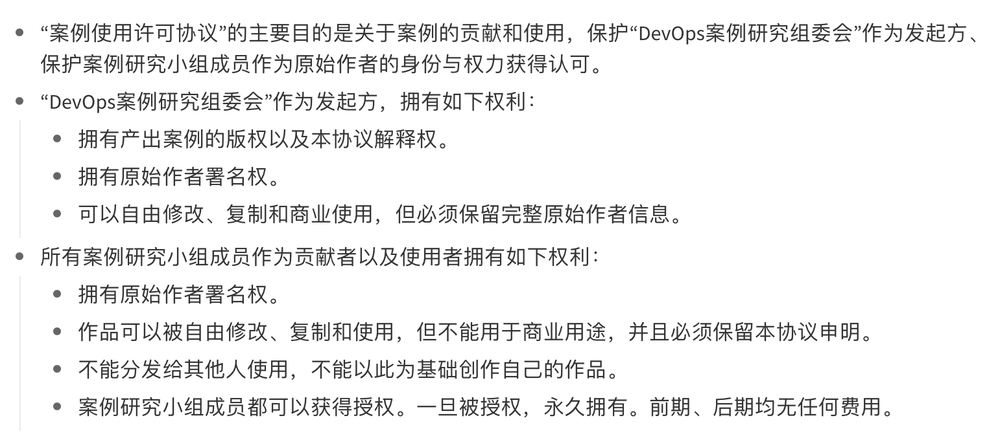 “案例使用许可协议”的主要目的是关于案例的贡献和使用，保护“DevOps案例研究组委会”作为发起方、
保护案例研究小组成员作为原始作者的身份与权力获得认可。
“DevOps案例研究组委会”作为发起方，拥有如下权利：
拥有产出案例的版权以及本协议解释权。
拥有原始作者署名权。
可以自由修改、复制和商业使用，但必须保留完整原始作者信息。
所有案例研究小组成员作为贡献者以及使用者拥有如下权利：
拥有原始作者署名权。
作品可以被自由修改、复制和使用，但不能用于商业用途，并且必须保留本协议申明。
不能分发给其他人使用，不能以此为基础创作自己的作品。
案例研究小组成员都可以获得授权。一旦被授权，永久拥有。前期、后期均无任何费用。